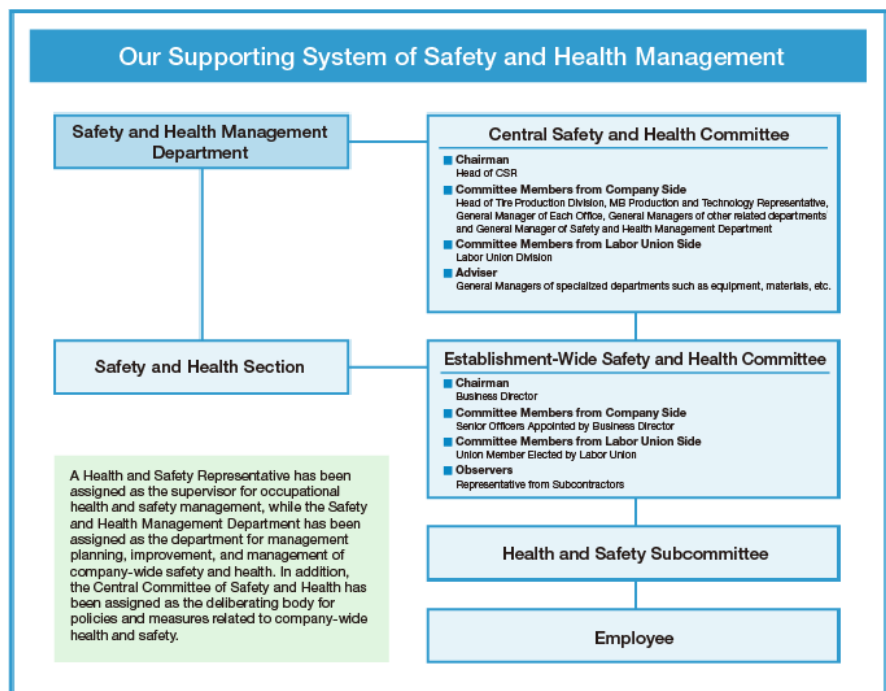 Our Supporting System of Safety and Health Management
Safety and Health Management
Department
Central Safety and Health Committee
Chairman
Head of CSR
Committee Members from Company Side
Head of Tire Production Division, MB Production and Technology Representative,
General Manager of Each Office, General Managers of other related departments
and General Manager of Safety and Health Management Department
Committee Members from Labor Union Side
Labor Union Division
Adviser
General Managers of specialized departments such as equipment, materials, etc.
Safety and Health Section
Establishment-Wide Safety and Health Committee
Chairman
Business Director
Committee Members from Company Side
Senior Officers Appointed by Business Director
Committee Members from Labor Union Side
Union Member Elected by Labor Union
Observers
Representative from Subcontractors
A Health and Safety Representative has been
assigned as the supervisor for occupational
health and safety management, while the Safety
and Health Management Department has been
assigned as the department for management
planning, improvement, and management of
company-wide safety and health. In addition,
the Central Committee of Safety and Health has
been assigned as the deliberating body for
policies and measures related to company-wide
health and safety.
Health and Safety Subcommittee
Employee